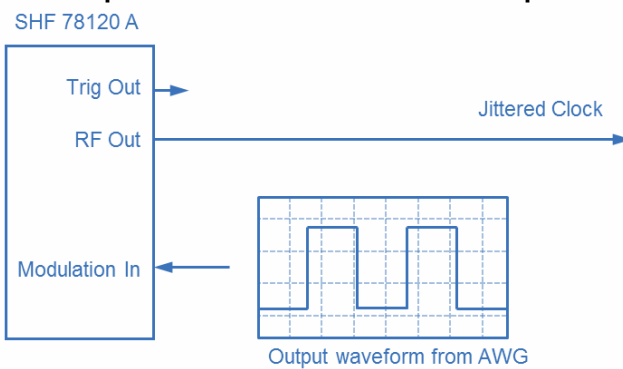 SHF 78120 A
Trig Out
Jittered Clock
RF Out
Modulation In
Output waveform from AWG